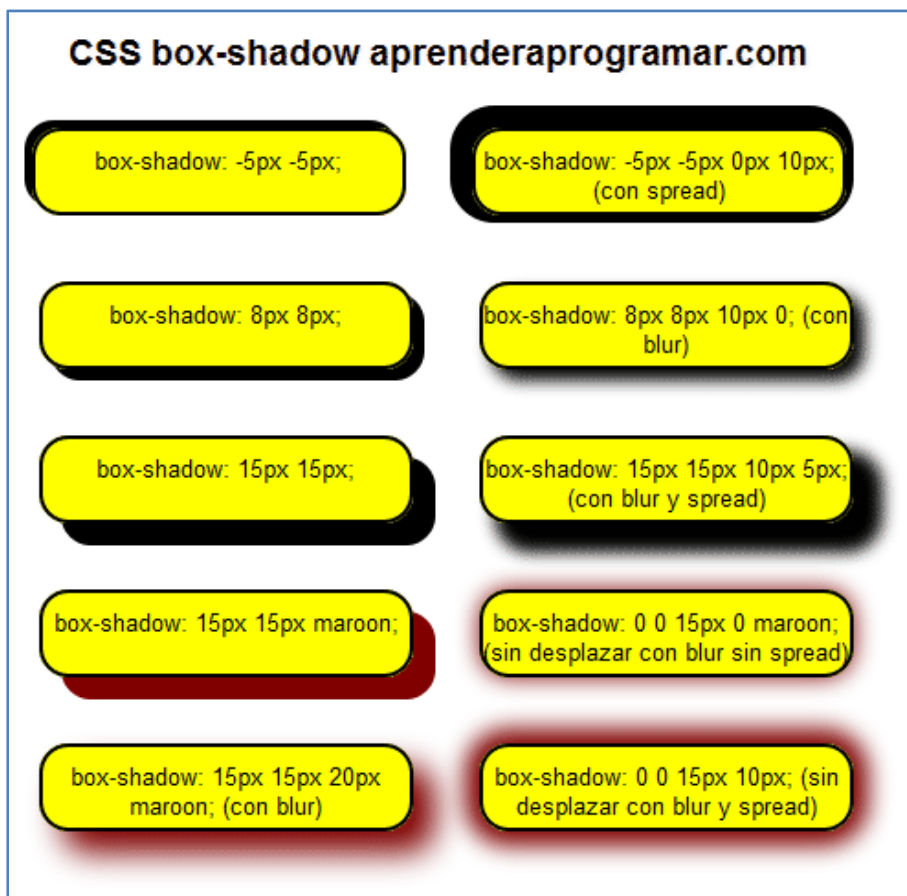 CSS box-shadow aprenderaprogramar.com
box-shadow: -5px -5px;
box-shadow: -5px -5px 0px 10px;
(con spread)
box-shadow: 8px 8px;
box-shadow: 8px 8px 10px 0; (con
blur)
box-shadow: 15px 15px;
box-shadow: 15px 15px 10px 5px;
(con blur y spread)
box-shadow: 15px 15px maroon;
box-shadow: 0 0 15px 0 maroon;
(sin desplazar con blur sin spread)
box-shadow: 15px 15px 20px
maroon; (con blur)
box-shadow: 0 0 15px 10px; (sin
desplazar con blur y spread)